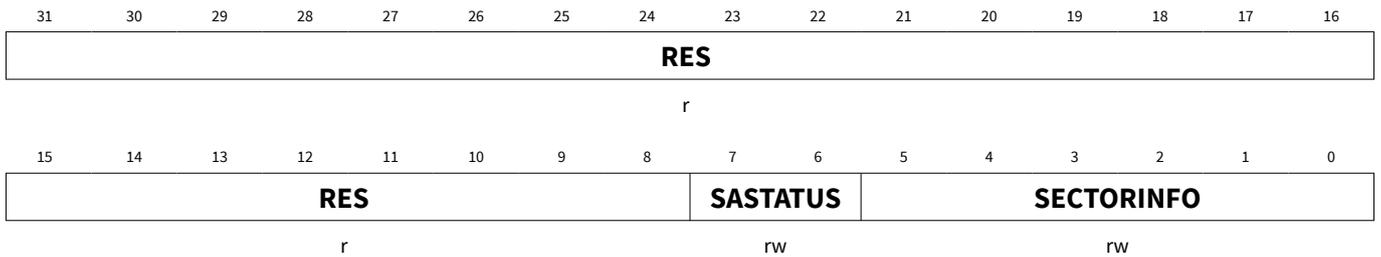 31 30 29 28 27 26 25 24 23 22 21 20 19 18 17 16
RES
r
15 14 13 12 11 10 9 8 7 6 5 4 3 2 1 0
RES SASTATUS SECTORINFO
r rw rw